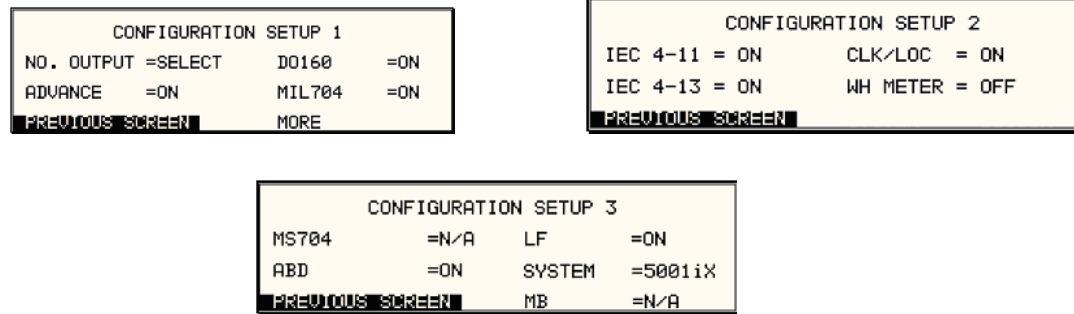 CONFIGURATION SETUP 1
NO. OUTPUT =SELECT DO160 =ON
ADVANCE =ON MIL704 =ON
PREVIOUS SCREEN MORE
CONFIGURATION SETUP 2
IEC 4-11 = ON CLK/LOC = ON
IEC 4-13 = ON WH METER = OFF
PREVIOUS SCREEN
CONFIGURATION SETUP 3
MS704 =N/A LF =ON
ABD =ON SYSTEM =5001iX
PREVIOUS SCREEN MB =N/A